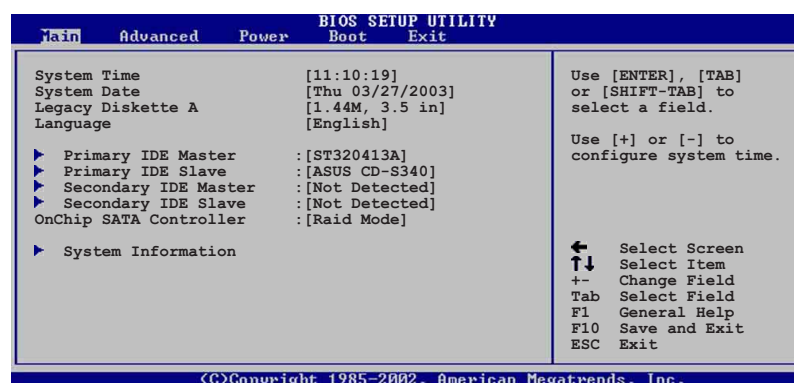 BIOS SETUP UTILITY
Main Advanced Power Boot Exit
System Time [11:10:19]
System Date [Thu 03/27/2003]
Legacy Diskette A [1.44M, 3.5 in]
Language [English]
Primary IDE Master :[ST320413A]
Primary IDE Slave :[ASUS CD-S340]
Secondary IDE Master :[Not Detected]
Secondary IDE Slave :[Not Detected]
OnChip SATA Controller :[Raid Mode]
System Information
Use [ENTER], [TAB]
or [SHIFT-TAB] to
select a field.
Use [+] or [-] to
configure system time.
← Select Screen
↑↓ Select Item
+- Change Field
Tab Select Field
F1 General Help
F10 Save and Exit
ESC Exit
(C)Copyright 1985-2002, American Megatrends, Inc.